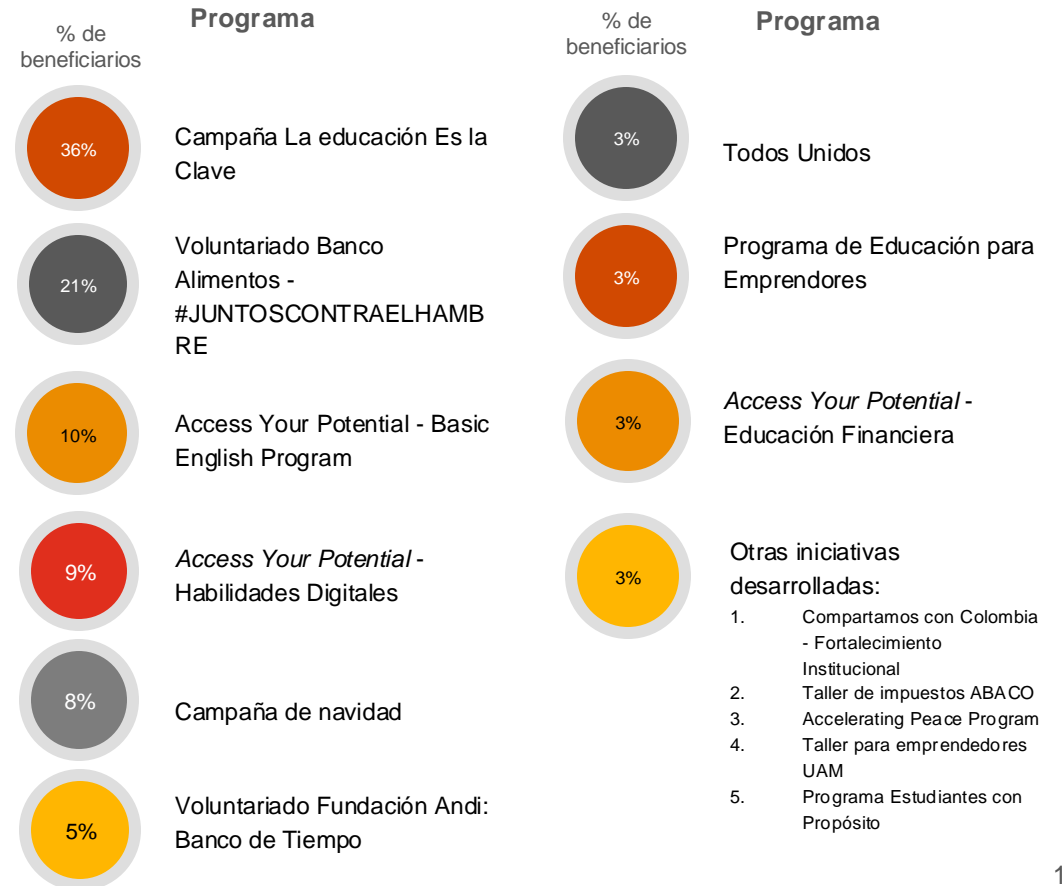 % de
beneficiarios
Programa
36%
Campaña La educación Es la
Clave
21%
Voluntariado Banco
Alimentos -
#JUNTOSCONTRAELHAMB
RE
10%
Access Your Potential - Basic
English Program
9%
Access Your Potential -
Habilidades Digitales
8%
Campaña de navidad
5%
Voluntariado Fundación Andi:
Banco de Tiempo
% de
beneficiarios
Programa
3%
Todos Unidos
3%
Programa de Educación para
Emprendores
3%
Access Your Potential -
Educación Financiera
3%
Otras iniciativas
desarrolladas:
1. Compartamos con Colombia
- Fortalecimiento
Institucional
2. Taller de impuestos ABACO
3. Accelerating Peace Program
4. Taller para emprendedores
UAM
5. Programa Estudiantes con
Propósito